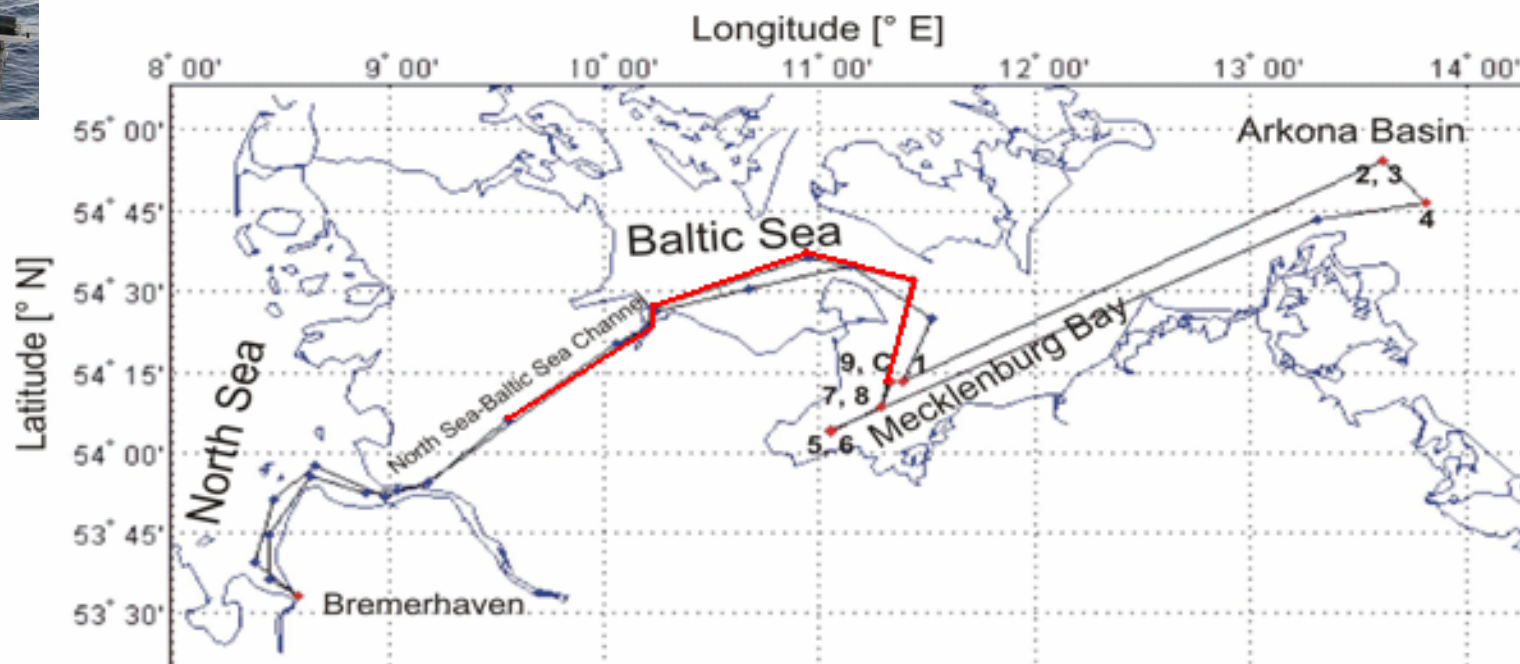 Longitude [° E]
8° 00' 9° 00' 10° 00' 11° 00' 12° 00' 13° 00' 14° 00'
Latitude [° N]
55° 00'
54° 45'
54° 30'
54° 15'
54° 00'
53° 45'
53° 30'
Arkona Basin
2, 3
4
Baltic Sea
North Sea-Baltic Sea Channel
North Sea
9, C 1
7, 8
5, 6
Mecklenburg Bay
Bremerhaven